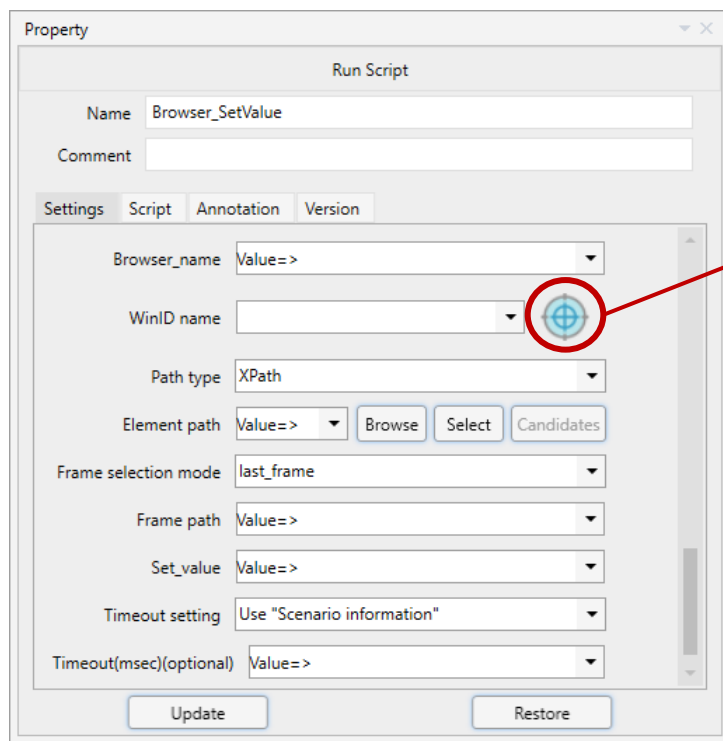 Property
Run Script
Name Browser_SetValue
Comment
Settings Script Annotation Version
Browser_name Value=>
WinID name
Path type XPath
Element path Value=> Browse Select Candidates
Frame selection mode last_frame
Frame path Value=>
Set_value Value=>
Timeout setting Use "Scenario information"
Timeout(msec)(optional) Value=>
Update Restore